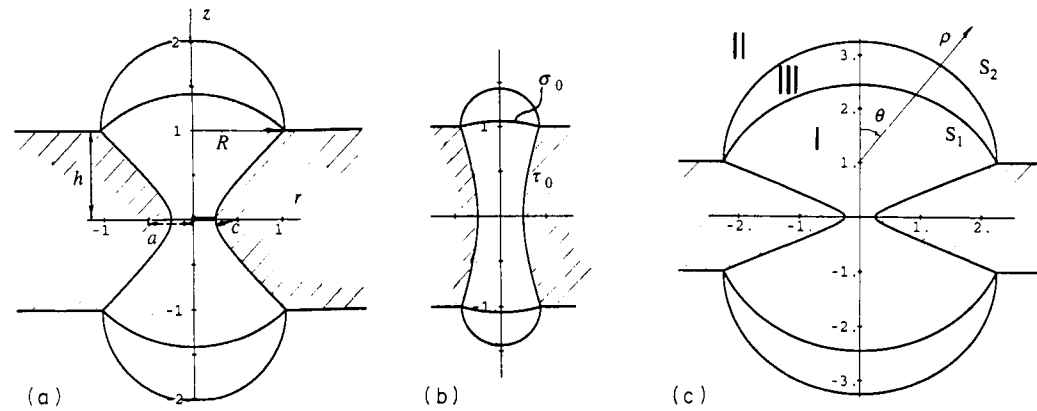 z
2
1
R
h
r
-1
a
c
1
-1
2
(a)
σ₀
1
τ₀
1
(b)
ρ
II
S₂
3.
III
θ
2.
S₁
I
1.
-2.
-1.
1.
2.
-1.
-2.
-3.
(c)